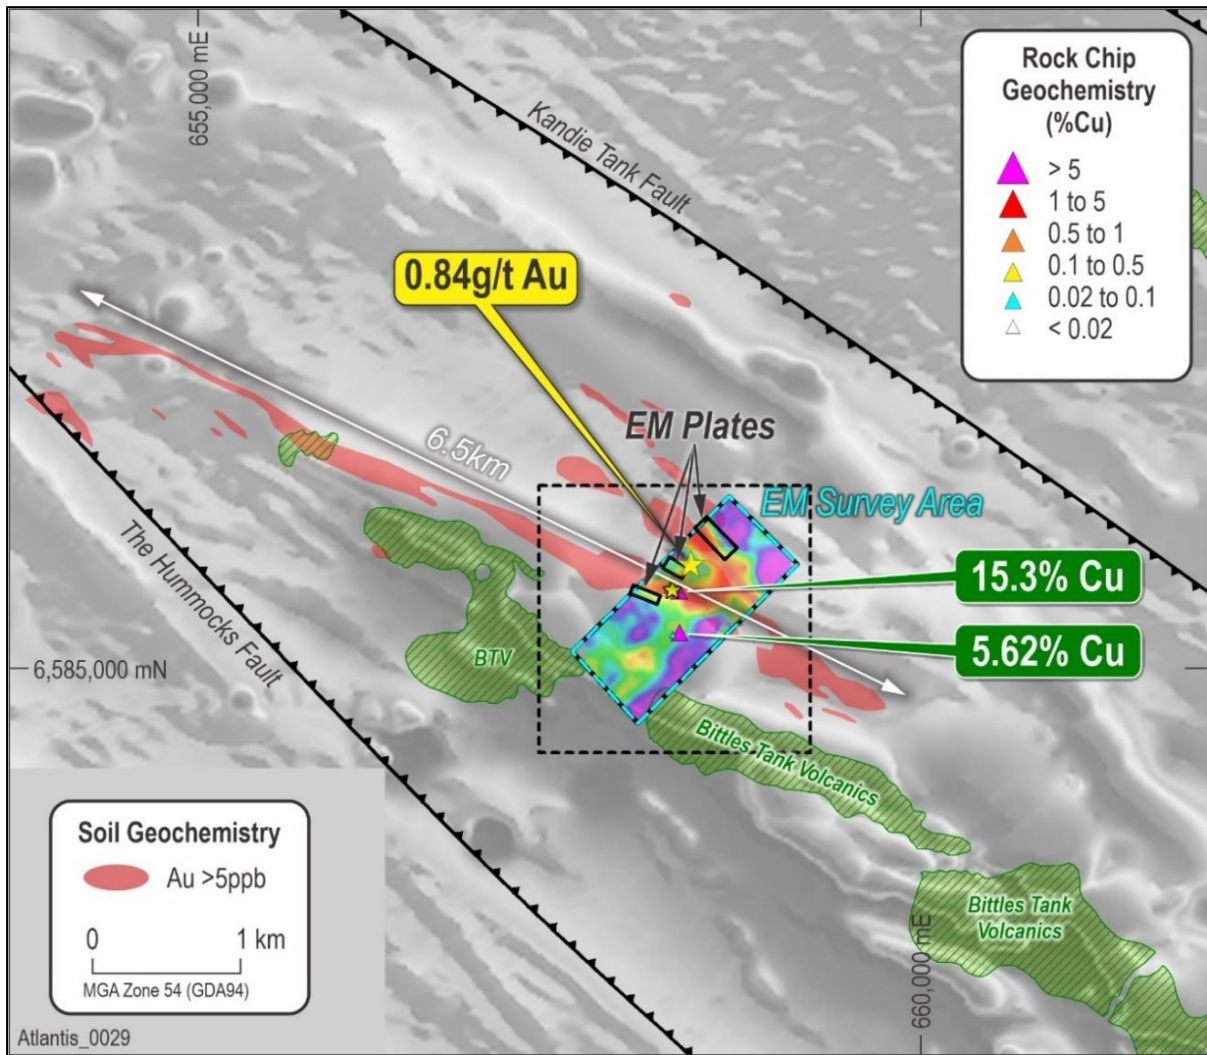 655,000 mE
Kandie Tank Fault
Rock Chip
Geochemistry
(%Cu)
> 5
1 to 5
0.5 to 1
0.1 to 0.5
0.02 to 0.1
< 0.02
0.84g/t Au
6.5km
EM Plates
EM Survey Area
The Hummocks Fault
15.3% Cu
5.62% Cu
6,585,000 mN
BTV
Bittles Tank Volcanics
Bittles Tank
Volcanics
660,000 mE
Soil Geochemistry
Au >5ppb
0 1 km
MGA Zone 54 (GDA94)
Atlantis_0029